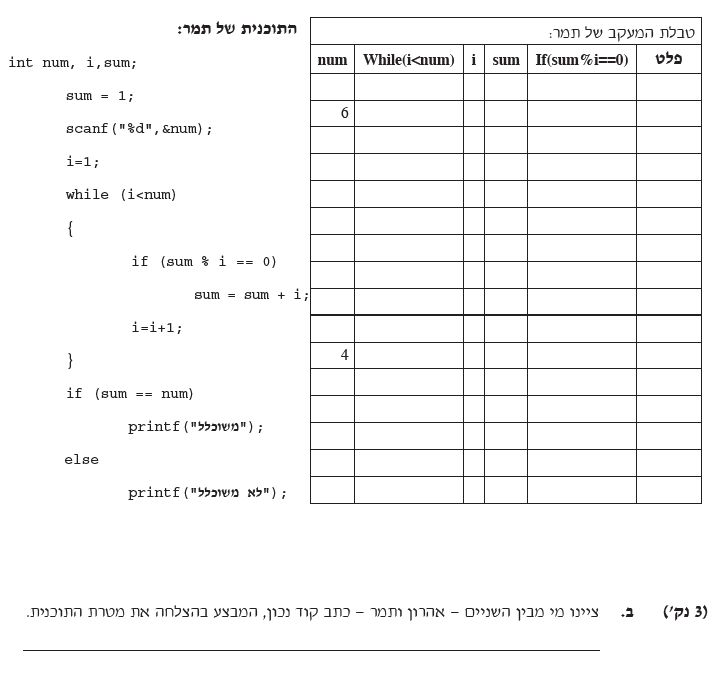 התוכנית של תמר:
int num, i,sum;
sum = 1;
scanf("%d",&num);
i=1;
while (i<num)
{
if (sum % i == 0)
sum = sum + i;
i=i+1;
}
if (sum == num)
printf("משוכלל");
else
printf("לא משוכלל");
טבלת המעקב של תמר:
num While(i<num) i sum If(sum%i==0) פלט
6
4
(3 נק') ב. ציינו מי מבין השניים – אהרון ותמר – כתב קוד נכון, המבצע בהצלחה את מטרת התוכנית.